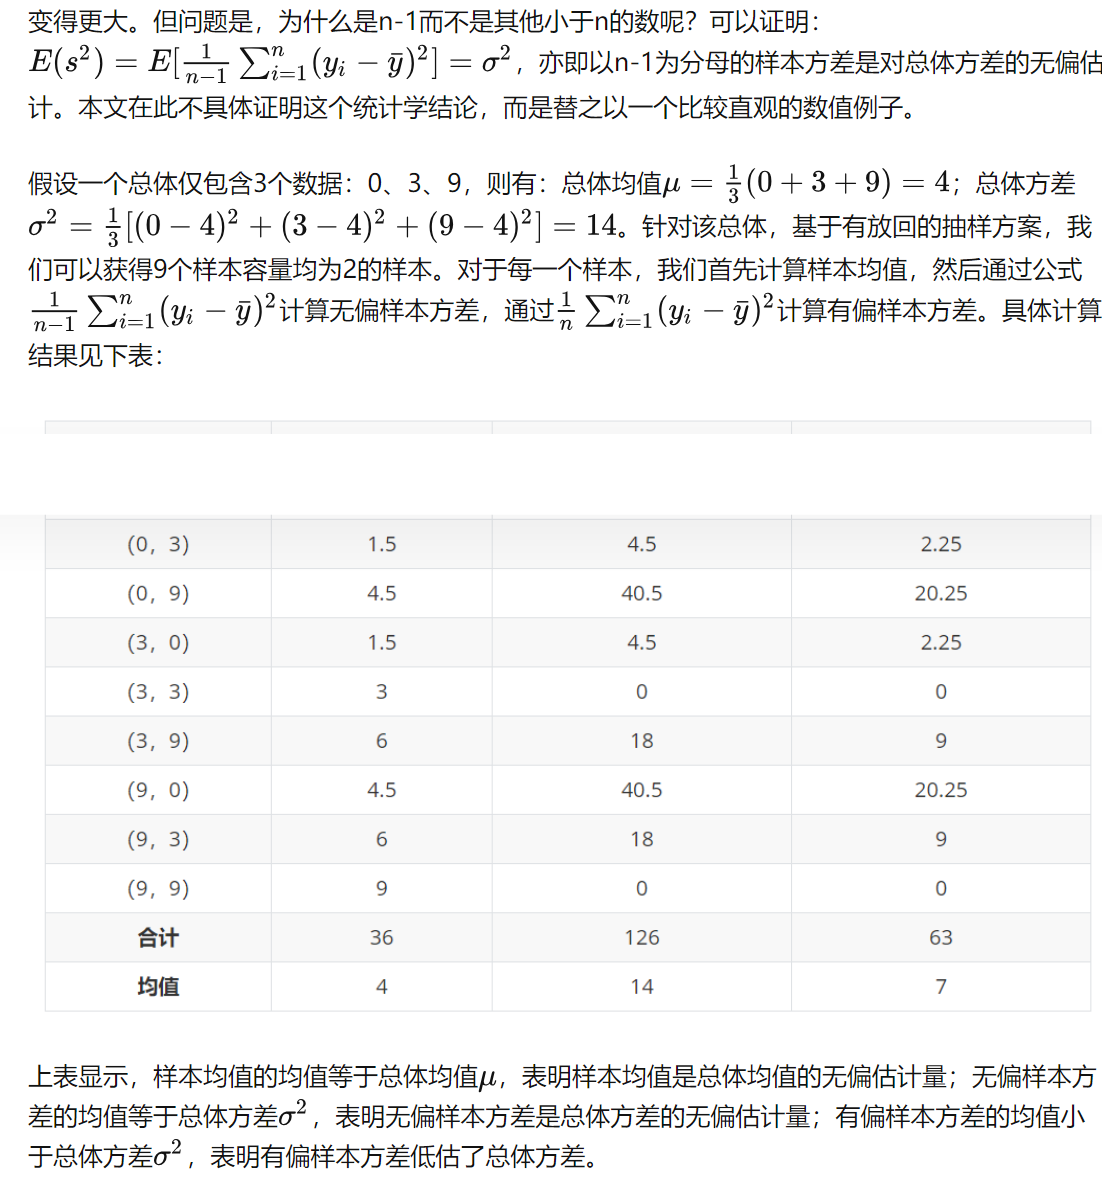 变得更大。但问题是，为什么是n-1而不是其他小于n的数呢？可以证明：
$E(s^2) = E[\frac{1}{n-1}\sum_{i=1}^{n}(y_i - \bar{y})^2] = \sigma^2$，亦即以n-1为分母的样本方差是对总体方差的无偏估
计。本文在此不具体证明这个统计学结论，而是替之以一个比较直观的数值例子。
假设一个总体仅包含3个数据：0、3、9，则有：总体均值$\mu = \frac{1}{3}(0 + 3 + 9) = 4$；总体方差
$\sigma^2 = \frac{1}{3}[(0 - 4)^2 + (3 - 4)^2 + (9 - 4)^2] = 14$。针对该总体，基于有放回的抽样方案，我
们可以获得9个样本容量均为2的样本。对于每一个样本，我们首先计算样本均值，然后通过公式
$\frac{1}{n-1}\sum_{i=1}^{n}(y_i - \bar{y})^2$计算无偏样本方差，通过$\frac{1}{n}\sum_{i=1}^{n}(y_i - \bar{y})^2$计算有偏样本方差。具体计算
结果见下表：
(0，3) 1.5 4.5 2.25
(0，9) 4.5 40.5 20.25
(3，0) 1.5 4.5 2.25
(3，3) 3 0 0
(3，9) 6 18 9
(9，0) 4.5 40.5 20.25
(9，3) 6 18 9
(9，9) 9 0 0
合计 36 126 63
均值 4 14 7
上表显示，样本均值的均值等于总体均值$\mu$，表明样本均值是总体均值的无偏估计量；无偏样本方
差的均值等于总体方差$\sigma^2$，表明无偏样本方差是总体方差的无偏估计量；有偏样本方差的均值小
于总体方差$\sigma^2$，表明有偏样本方差低估了总体方差。